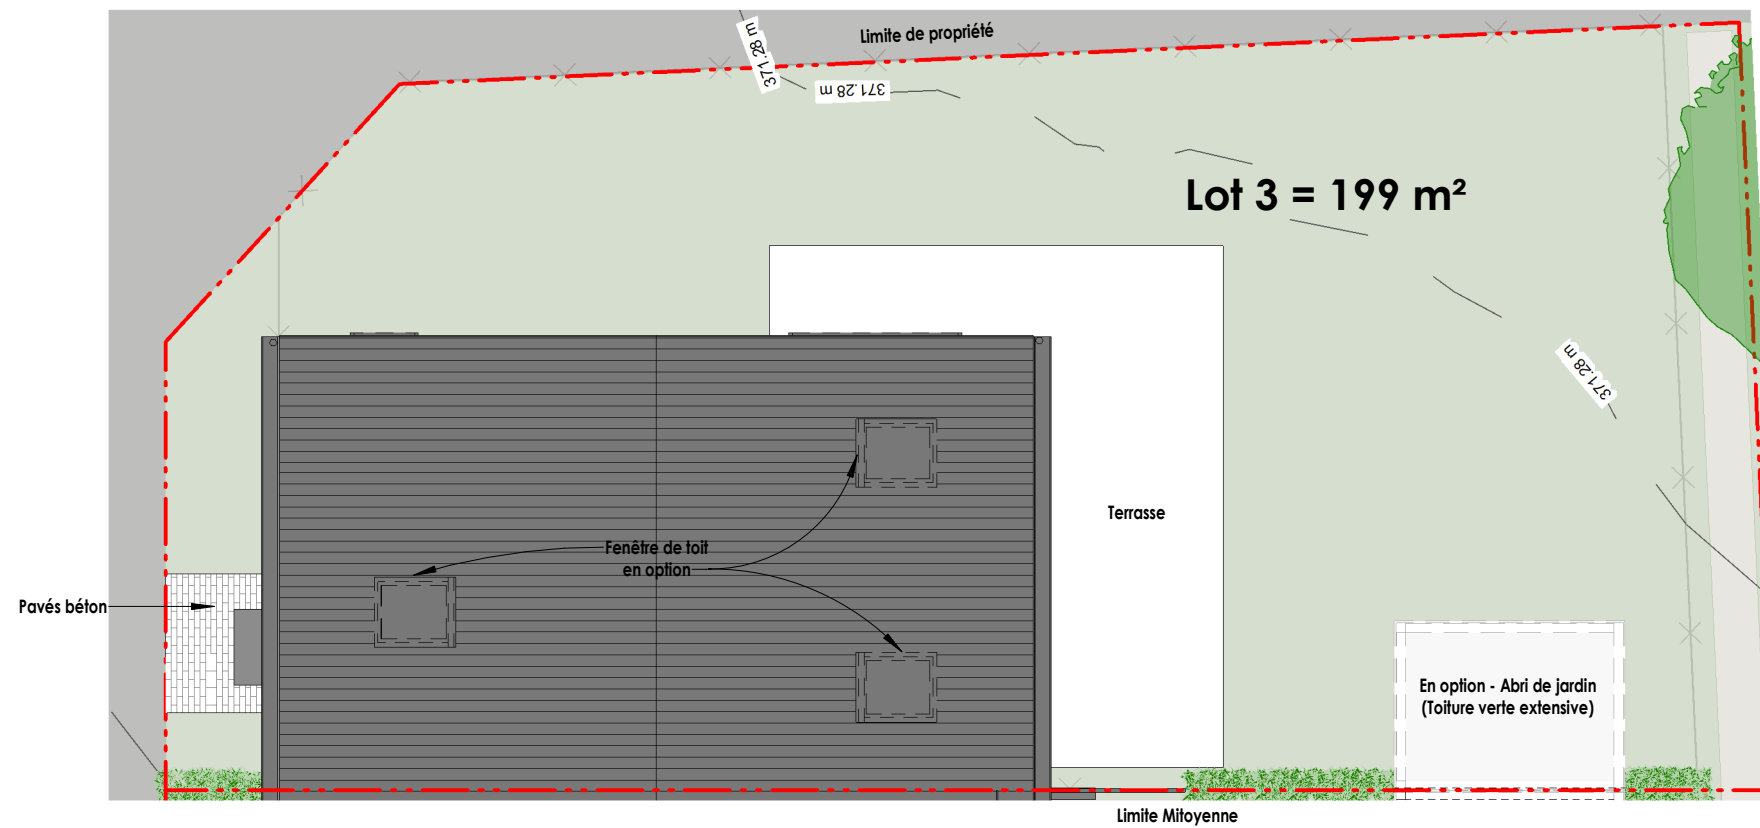 Limite de propriété
371.28 m
371.28 m
Lot 3 = 199 m²
371.28 m
Terrasse
Fenêtre de toit
en option
Pavés béton
En option - Abri de jardin
(Toiture verte extensive)
Limite Mitoyenne